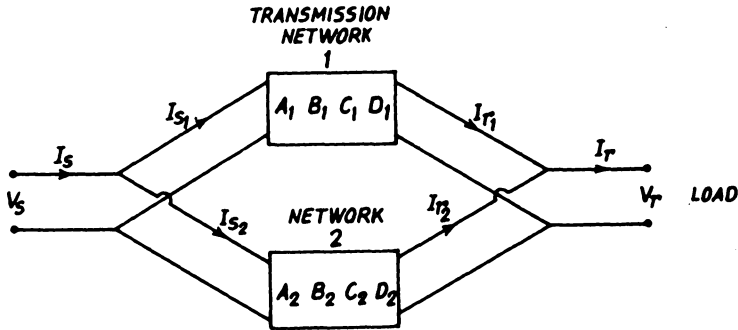 TRANSMISSION
NETWORK
1
A₁ B₁ C₁ D₁
I_S₁
I_r₁
I_S
I_r
V_S
V_r LOAD
I_S₂
I_r₂
NETWORK
2
A₂ B₂ C₂ D₂